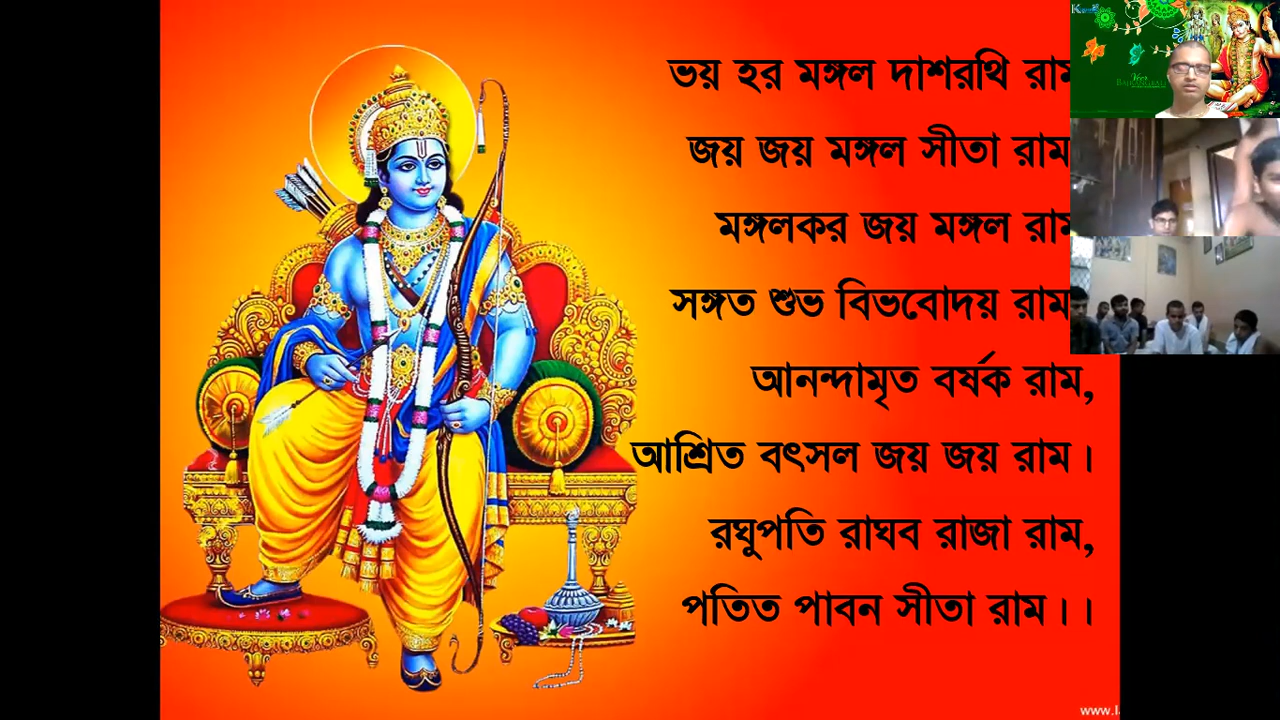 ভয় হর মঙ্গল দাশরথি রাম
জয় জয় মঙ্গল সীতা রাম
মঙ্গলকর জয় মঙ্গল রাম
সঙ্গত শুভ বিভবোদয় রাম
আনন্দামৃত বর্ষক রাম,
আশ্রিত বৎসল জয় জয় রাম।
রঘুপতি রাঘব রাজা রাম,
পতিত পাবন সীতা রাম।।
www.